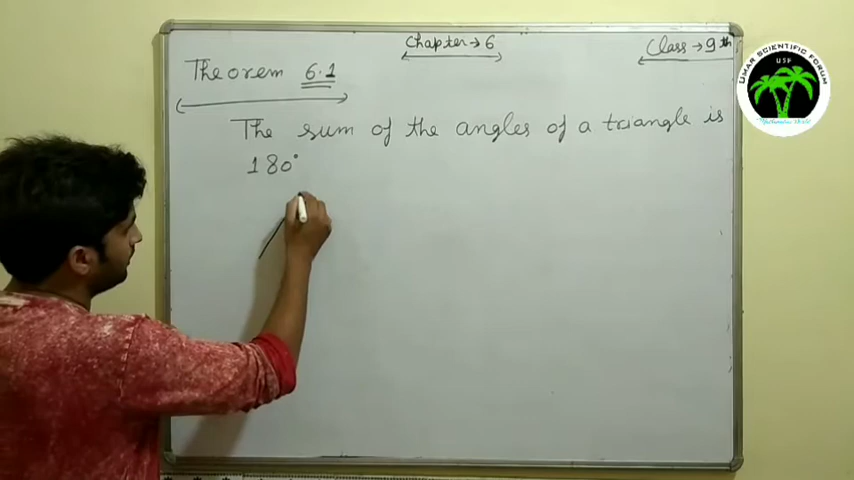 Chapter → 6
Class → 9th
Theorem 6.1
The sum of the angles of a triangle is
180°
UMAR SCIENTIFIC FORUM
USF